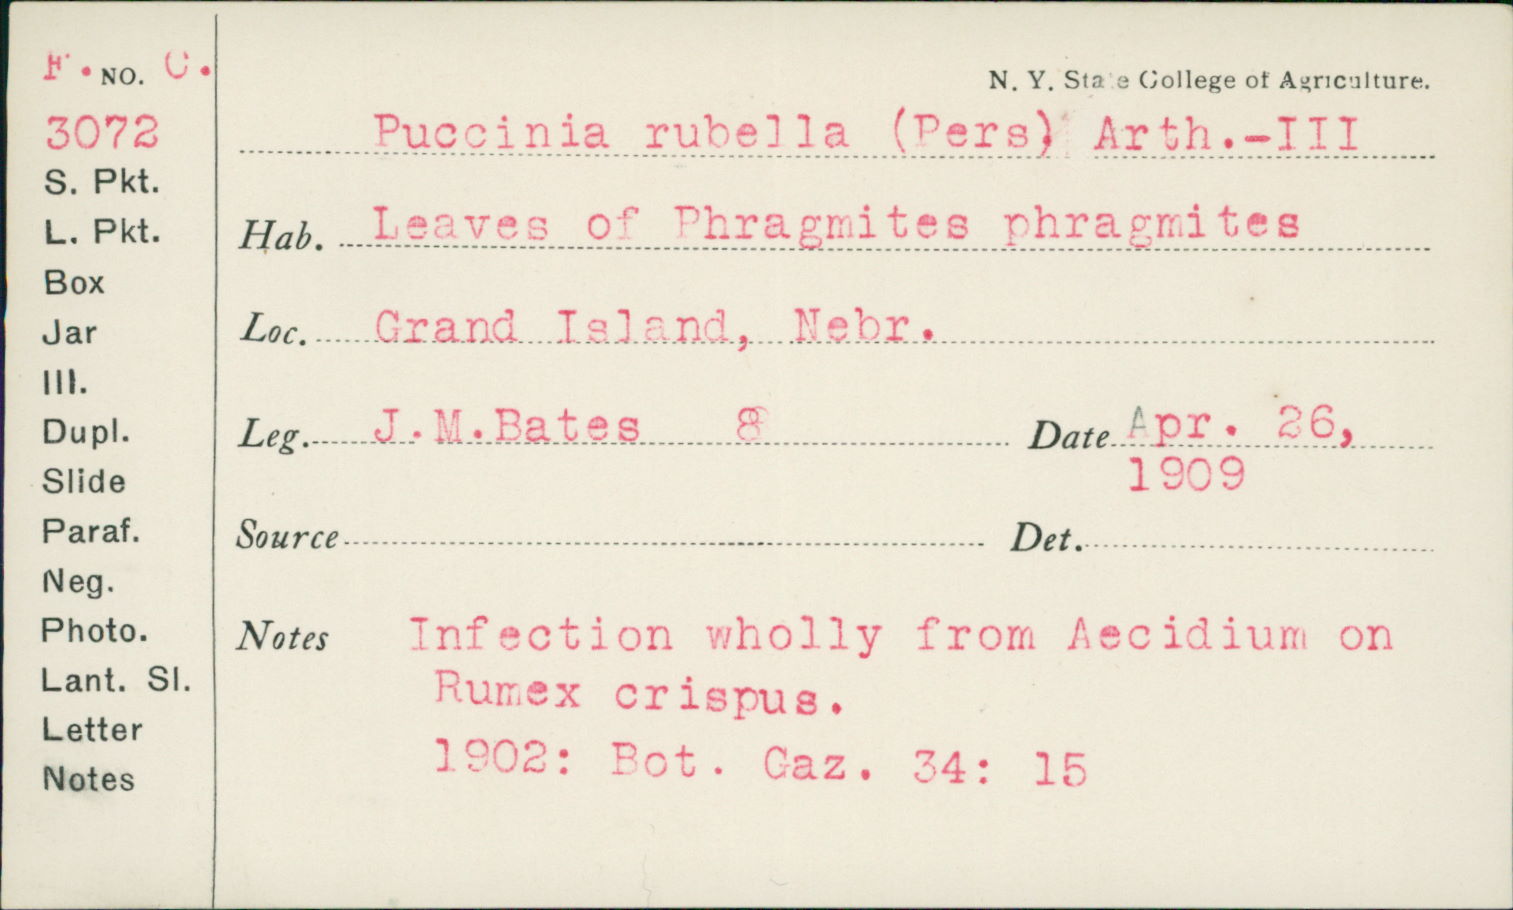 F. NO. C.
3072
S. Pkt.
L. Pkt.
Box
Jar
Ill.
Dupl.
Slide
Paraf.
Neg.
Photo.
Lant. Sl.
Letter
Notes
N. Y. State College of Agriculture.
Puccinia rubella (Pers) Arth.-III
Hab. Leaves of Phragmites phragmites
Loc. Grand Island, Nebr.
Leg. J.M.Bates 8 Date Apr. 26,
1909
Source Det.
Notes Infection wholly from Aecidium on
Rumex crispus.
1902: Bot. Gaz. 34: 15